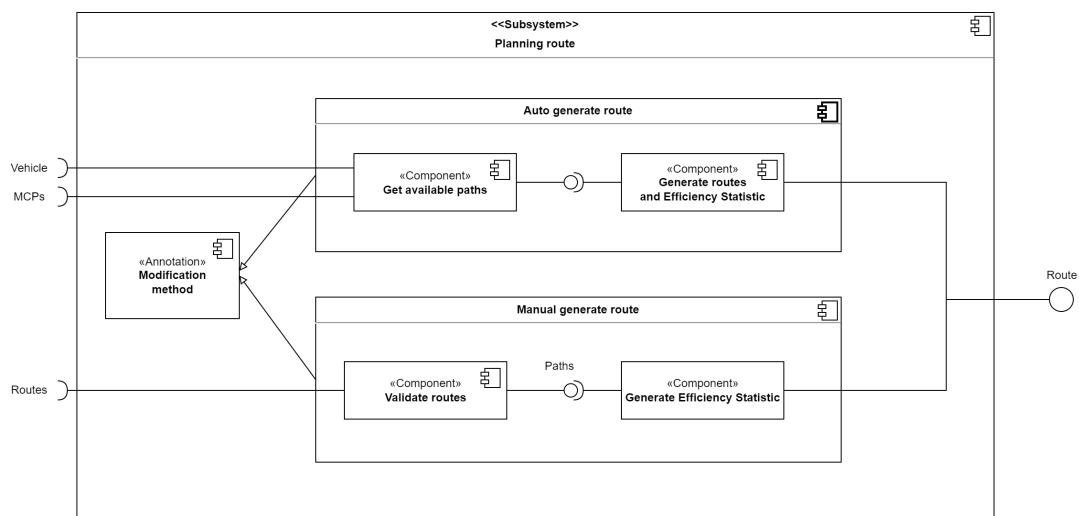 <<Subsystem>>
Planning route
Auto generate route
Vehicle
MCPs
«Component»
Get available paths
«Component»
Generate routes
and Efficiency Statistic
«Annotation»
Modification
method
Route
Manual generate route
Paths
Routes
«Component»
Validate routes
«Component»
Generate Efficiency Statistic